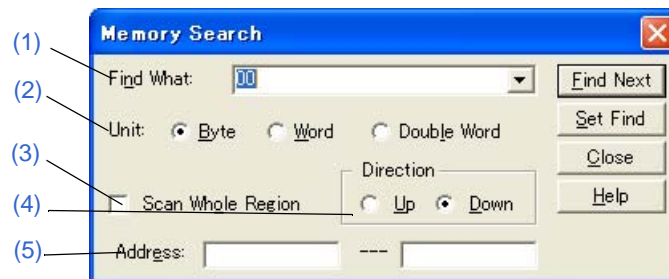 Memory Search
(1)
Find What: 00
Find Next
(2)
Unit: Byte Word Double Word
Set Find
Close
(3)
Direction
Scan Whole Region
Up Down
Help
(4)
(5)
Address: ---